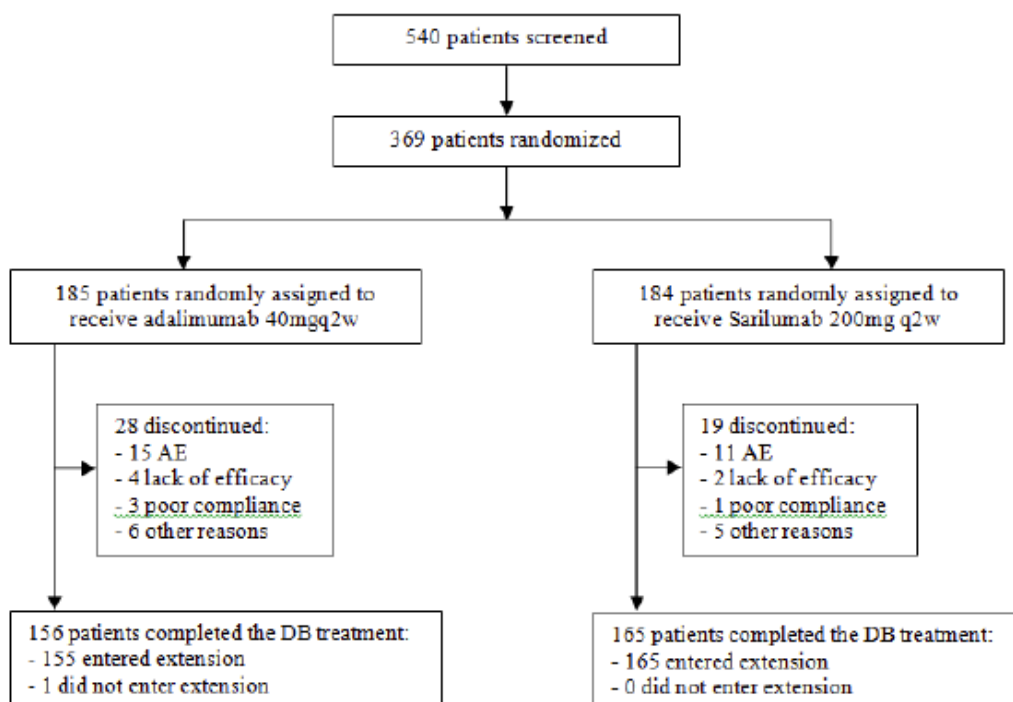 540 patients screened
369 patients randomized
185 patients randomly assigned to
receive adalimumab 40mgq2w
184 patients randomly assigned to
receive Sarilumab 200mg q2w
28 discontinued:
- 15 AE
- 4 lack of efficacy
- 3 poor compliance
- 6 other reasons
19 discontinued:
- 11 AE
- 2 lack of efficacy
- 1 poor compliance
- 5 other reasons
156 patients completed the DB treatment:
- 155 entered extension
- 1 did not enter extension
165 patients completed the DB treatment:
- 165 entered extension
- 0 did not enter extension